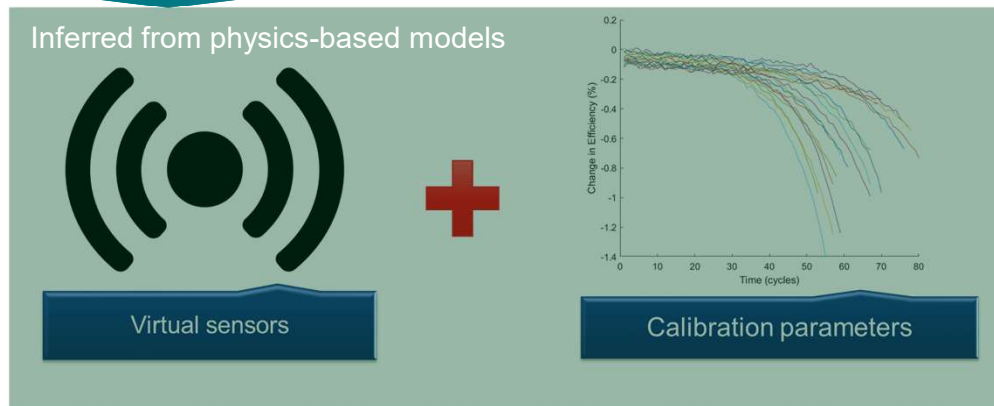 Inferred from physics-based models
0.2
0
-0.2
-0.4
-0.6
-0.8
-1
-1.2
-1.4
Change in Efficiency (%)
0 10 20 30 40 50 60 70 80
Time (cycles)
Virtual sensors
Calibration parameters